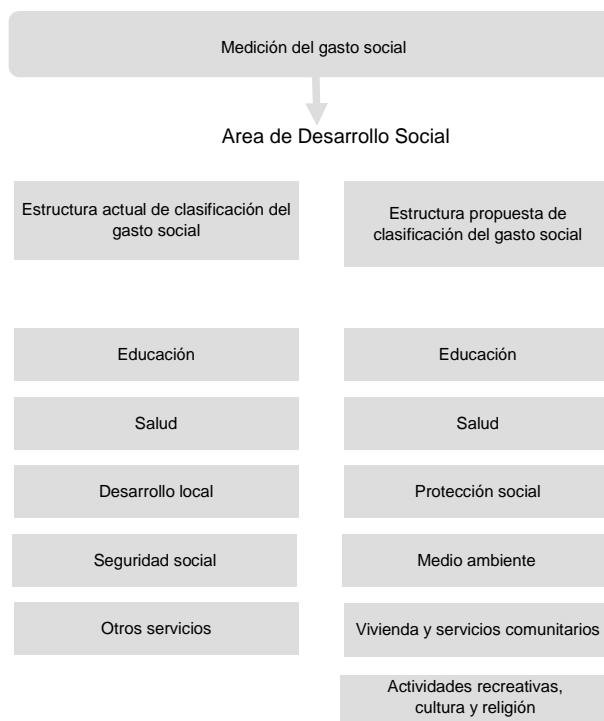 Medición del gasto social
Area de Desarrollo Social
Estructura actual de clasificación del
gasto social
Estructura propuesta de
clasificación del gasto social
Educación
Educación
Salud
Salud
Desarrollo local
Protección social
Seguridad social
Medio ambiente
Otros servicios
Vivienda y servicios comunitarios
Actividades recreativas,
cultura y religión